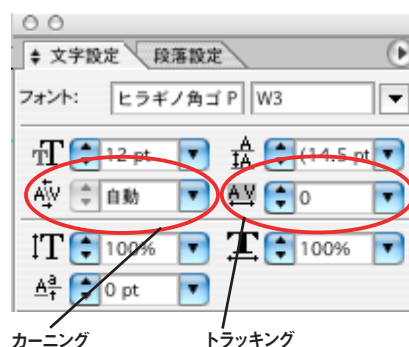 文字設定 段落設定
フォント: ヒラギノ角ゴ P W3
12 pt (14.5 pt
自動 0
100% 100%
0 pt
カーニング トラッキング